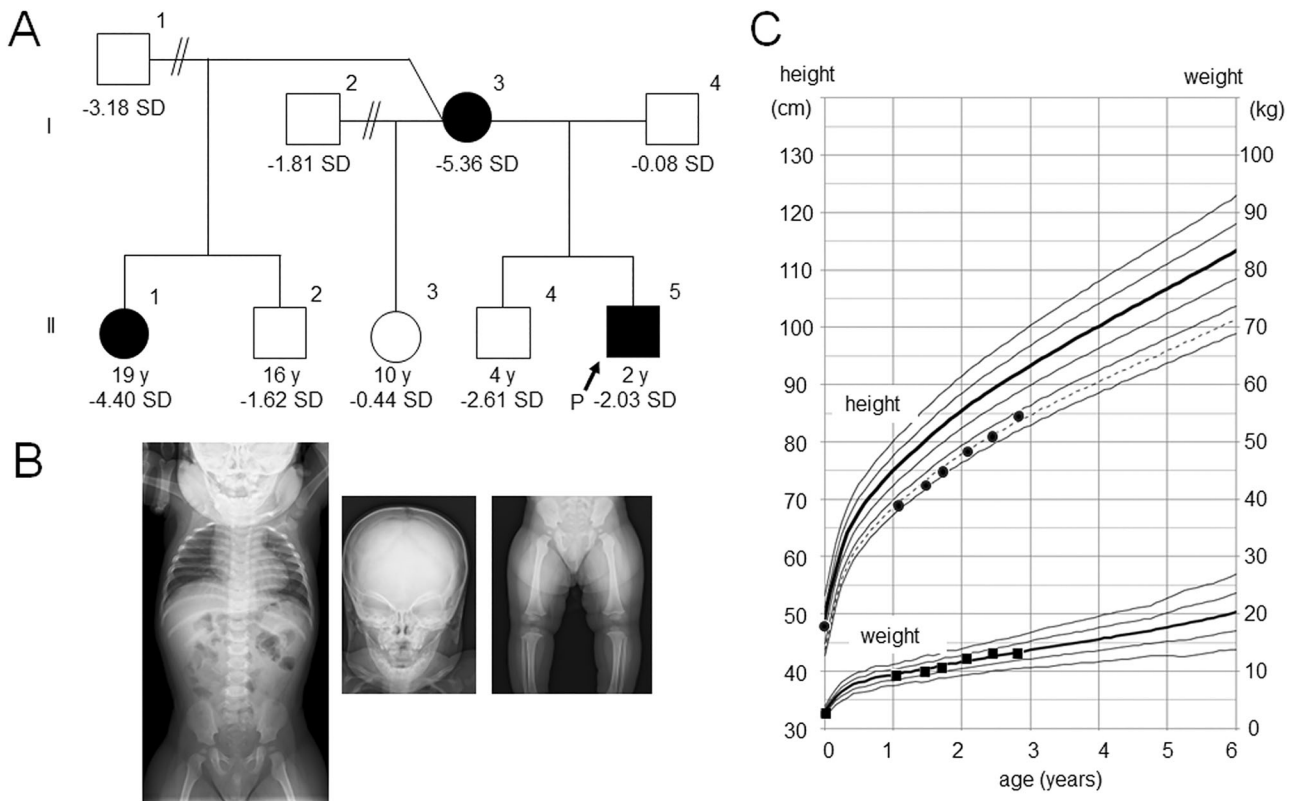 A
1
-3.18 SD
2
-1.81 SD
3
-5.36 SD
4
-0.08 SD
I
II
1
19 y
-4.40 SD
2
16 y
-1.62 SD
3
10 y
-0.44 SD
4
4 y
-2.61 SD
5
2 y
P -2.03 SD
B
C
height weight
(cm) (kg)
130 100
120 90
110 80
100 70
90 60
height
80 50
70 40
60 30
50 20
weight
40 10
30 0
0 1 2 3 4 5 6
age (years)